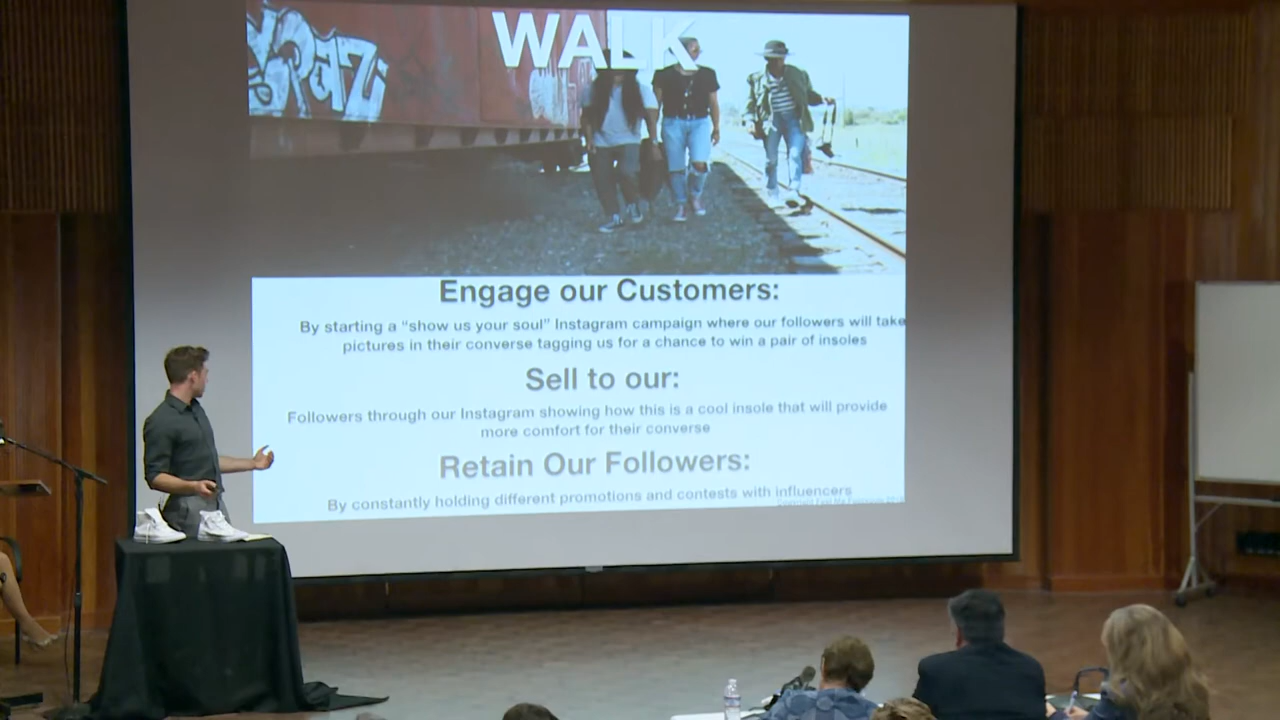 WALK
Engage our Customers:
By starting a “show us your soul” Instagram campaign where our followers will take
pictures in their converse tagging us for a chance to win a pair of insoles
Sell to our:
Followers through our Instagram showing how this is a cool insole that will provide
more comfort for their converse
Retain Our Followers:
By constantly holding different promotions and contests with influencers